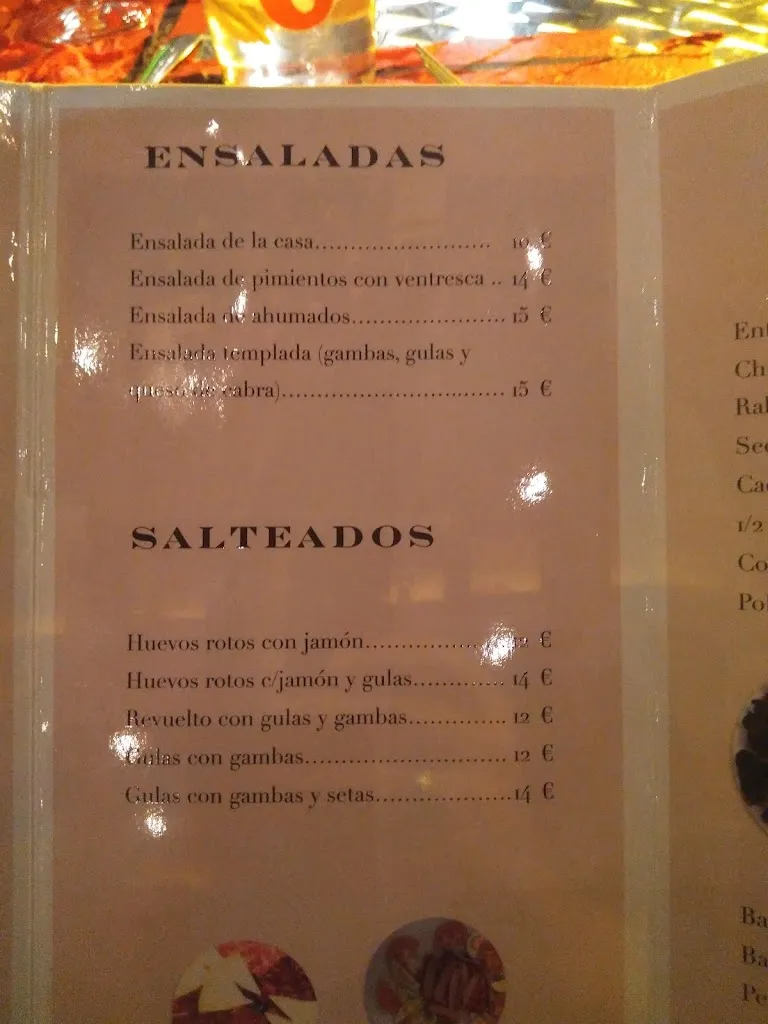 ENSALADAS
Ensalada de la casa........................ 10 €
Ensalada de pimientos con ventresca .. 14 €
Ensalada de ahumados..................... 15 €
Ensalada templada (gambas, gulas y
queso de cabra)............................... 15 €
SALTEADOS
Huevos rotos con jamón................ €
Huevos rotos c/jamón y gulas............. 14 €
Revuelto con gulas y gambas.............. 12 €
Gulas con gambas............................ 12 €
Gulas con gambas y setas...................14 €
1/2